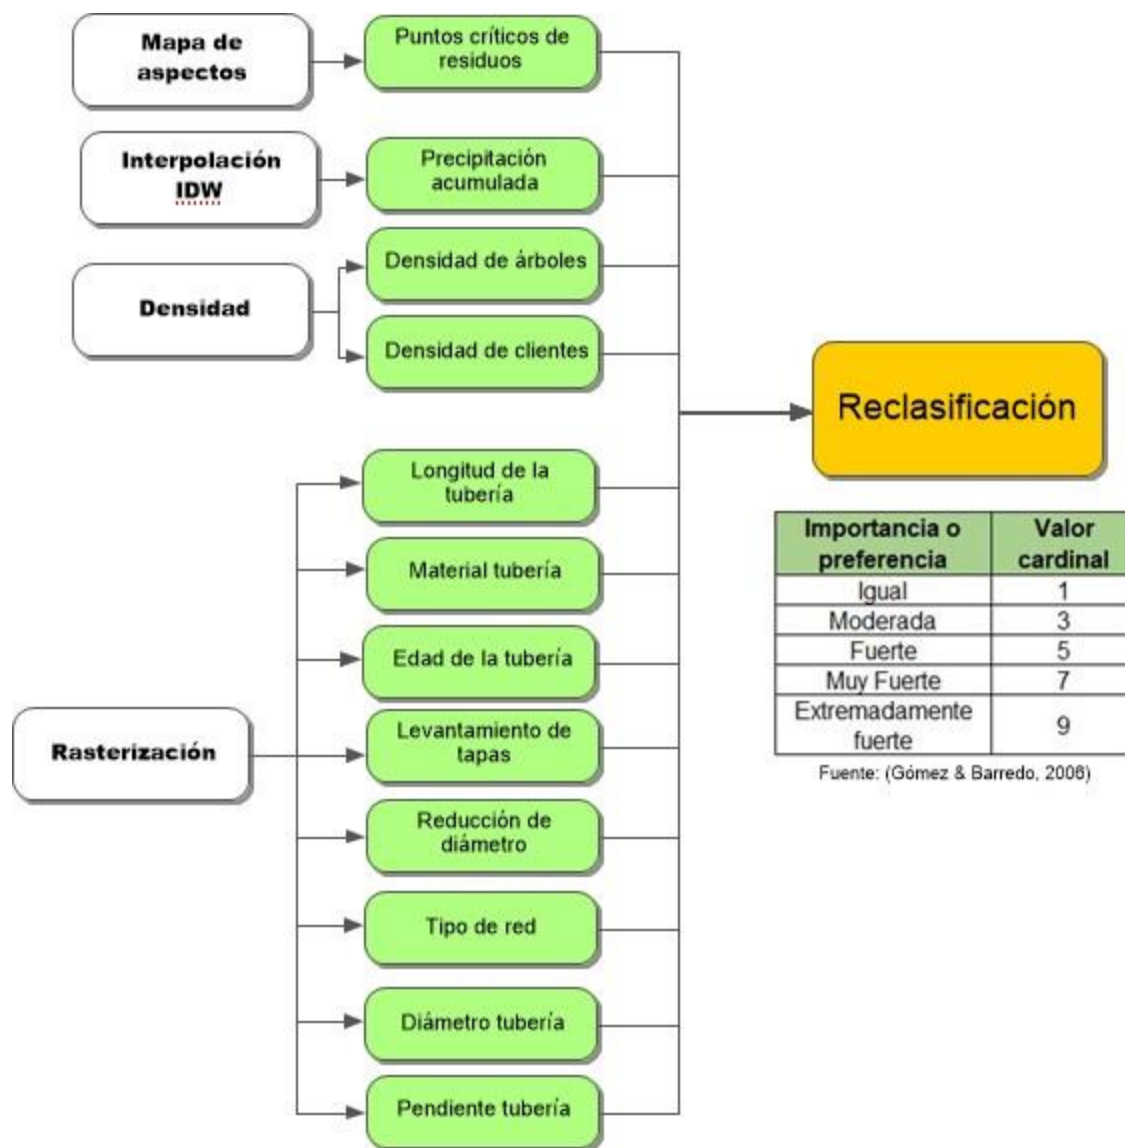 Mapa de
aspectos
Puntos críticos de
residuos
Interpolación
IDW
Precipitación
acumulada
Densidad
Densidad de árboles
Densidad de clientes
Rasterización
Longitud de la
tubería
Material tubería
Edad de la tubería
Levantamiento de
tapas
Reducción de
diámetro
Tipo de red
Diámetro tubería
Pendiente tubería
Reclasificación
Importancia o preferencia Valor cardinal
Igual 1
Moderada 3
Fuerte 5
Muy Fuerte 7
Extremadamente fuerte 9
Fuente: (Gómez & Barredo, 2006)